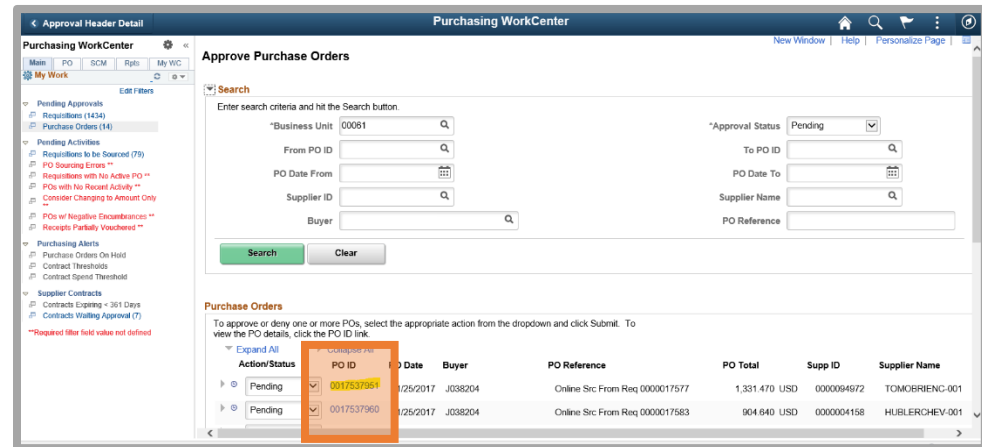 Approval Header Detail
Purchasing WorkCenter
New Window | Help | Personalize Page |
Purchasing WorkCenter
Main PO SCM Rpts My WC
My Work
Edit Filters
Pending Approvals
Requisitions (1434)
Purchase Orders (14)
Pending Activities
Requisitions to be Sourced (79)
PO Sourcing Errors **
Requisitions with No Active PO **
POs with No Recent Activity **
Consider Changing to Amount Only
**
POs w/ Negative Encumbrances **
Receipts Partially Vouchered **
Purchasing Alerts
Purchase Orders On Hold
Contract Thresholds
Contract Spend Threshold
Supplier Contracts
Contracts Expiring < 361 Days
Contracts Waiting Approval (7)
**Required filter field value not defined
Approve Purchase Orders
Search
Enter search criteria and hit the Search button.
*Business Unit 00061 *Approval Status Pending
From PO ID To PO ID
PO Date From PO Date To
Supplier ID Supplier Name
Buyer PO Reference
Search Clear
Purchase Orders
To approve or deny one or more POs, select the appropriate action from the dropdown and click Submit. To
view the PO details, click the PO ID link.
Expand All Collapse All
Action/Status PO ID PO Date Buyer PO Reference PO Total Supp ID Supplier Name
Pending 0017537951 1/25/2017 J038204 Online Src From Req 0000017577 1,331.470 USD 0000094972 TOMOBRIENC-001
Pending 0017537960 1/25/2017 J038204 Online Src From Req 0000017583 904.640 USD 0000004158 HUBLERCHEV-001